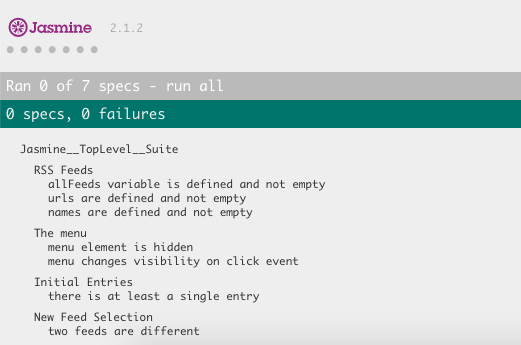 Jasmine 2.1.2
Ran 0 of 7 specs - run all
0 specs, 0 failures
Jasmine__TopLevel__Suite
RSS Feeds
allFeeds variable is defined and not empty
urls are defined and not empty
names are defined and not empty
The menu
menu element is hidden
menu changes visibility on click event
Initial Entries
there is at least a single entry
New Feed Selection
two feeds are different